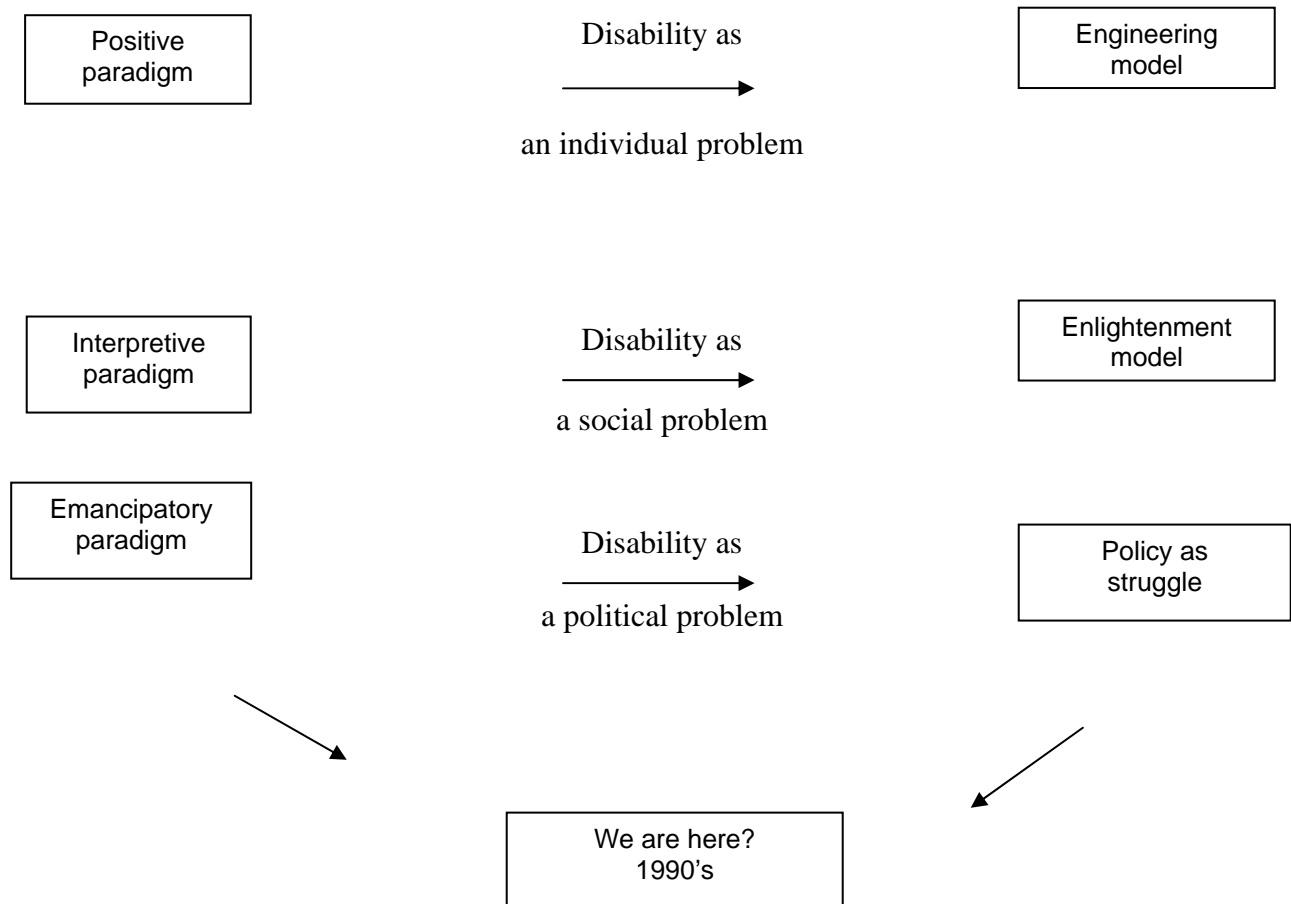 Positive
paradigm
Disability as
an individual problem
Engineering
model
Interpretive
paradigm
Disability as
a social problem
Enlightenment
model
Emancipatory
paradigm
Disability as
a political problem
Policy as
struggle
We are here?
1990’s